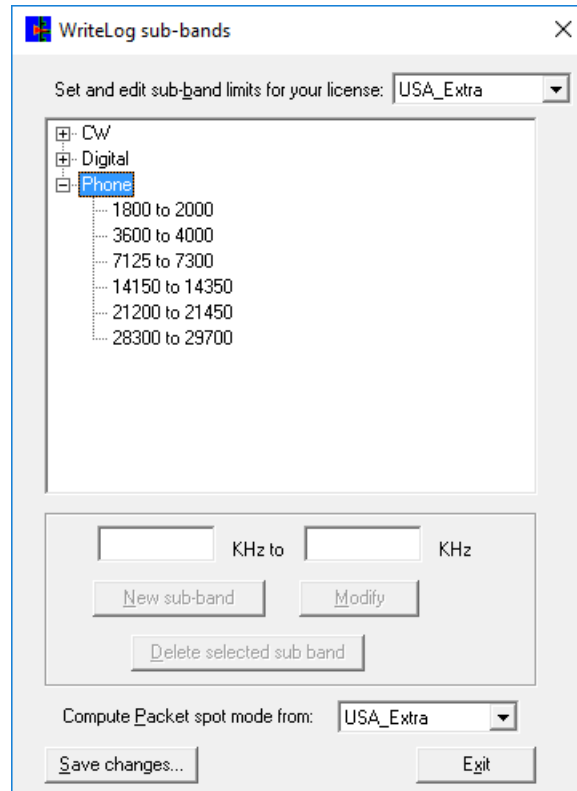 WriteLog sub-bands
Set and edit sub-band limits for your license: USA_Extra
CW
Digital
Phone
1800 to 2000
3600 to 4000
7125 to 7300
14150 to 14350
21200 to 21450
28300 to 29700
KHz to KHz
New sub-band Modify
Delete selected sub band
Compute Packet spot mode from: USA_Extra
Save changes... Exit